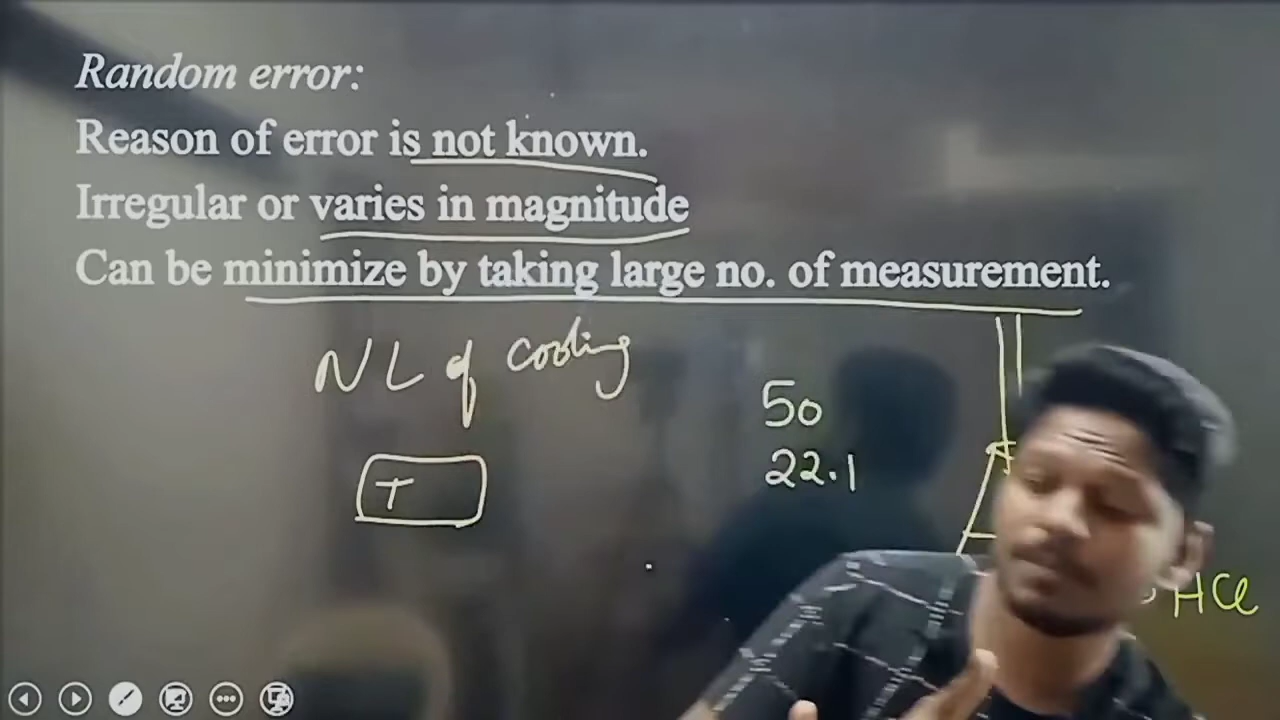 Random error:
Reason of error is not known.
Irregular or varies in magnitude
Can be minimize by taking large no. of measurement.
NL of cooling
50
22.1
T
HCl